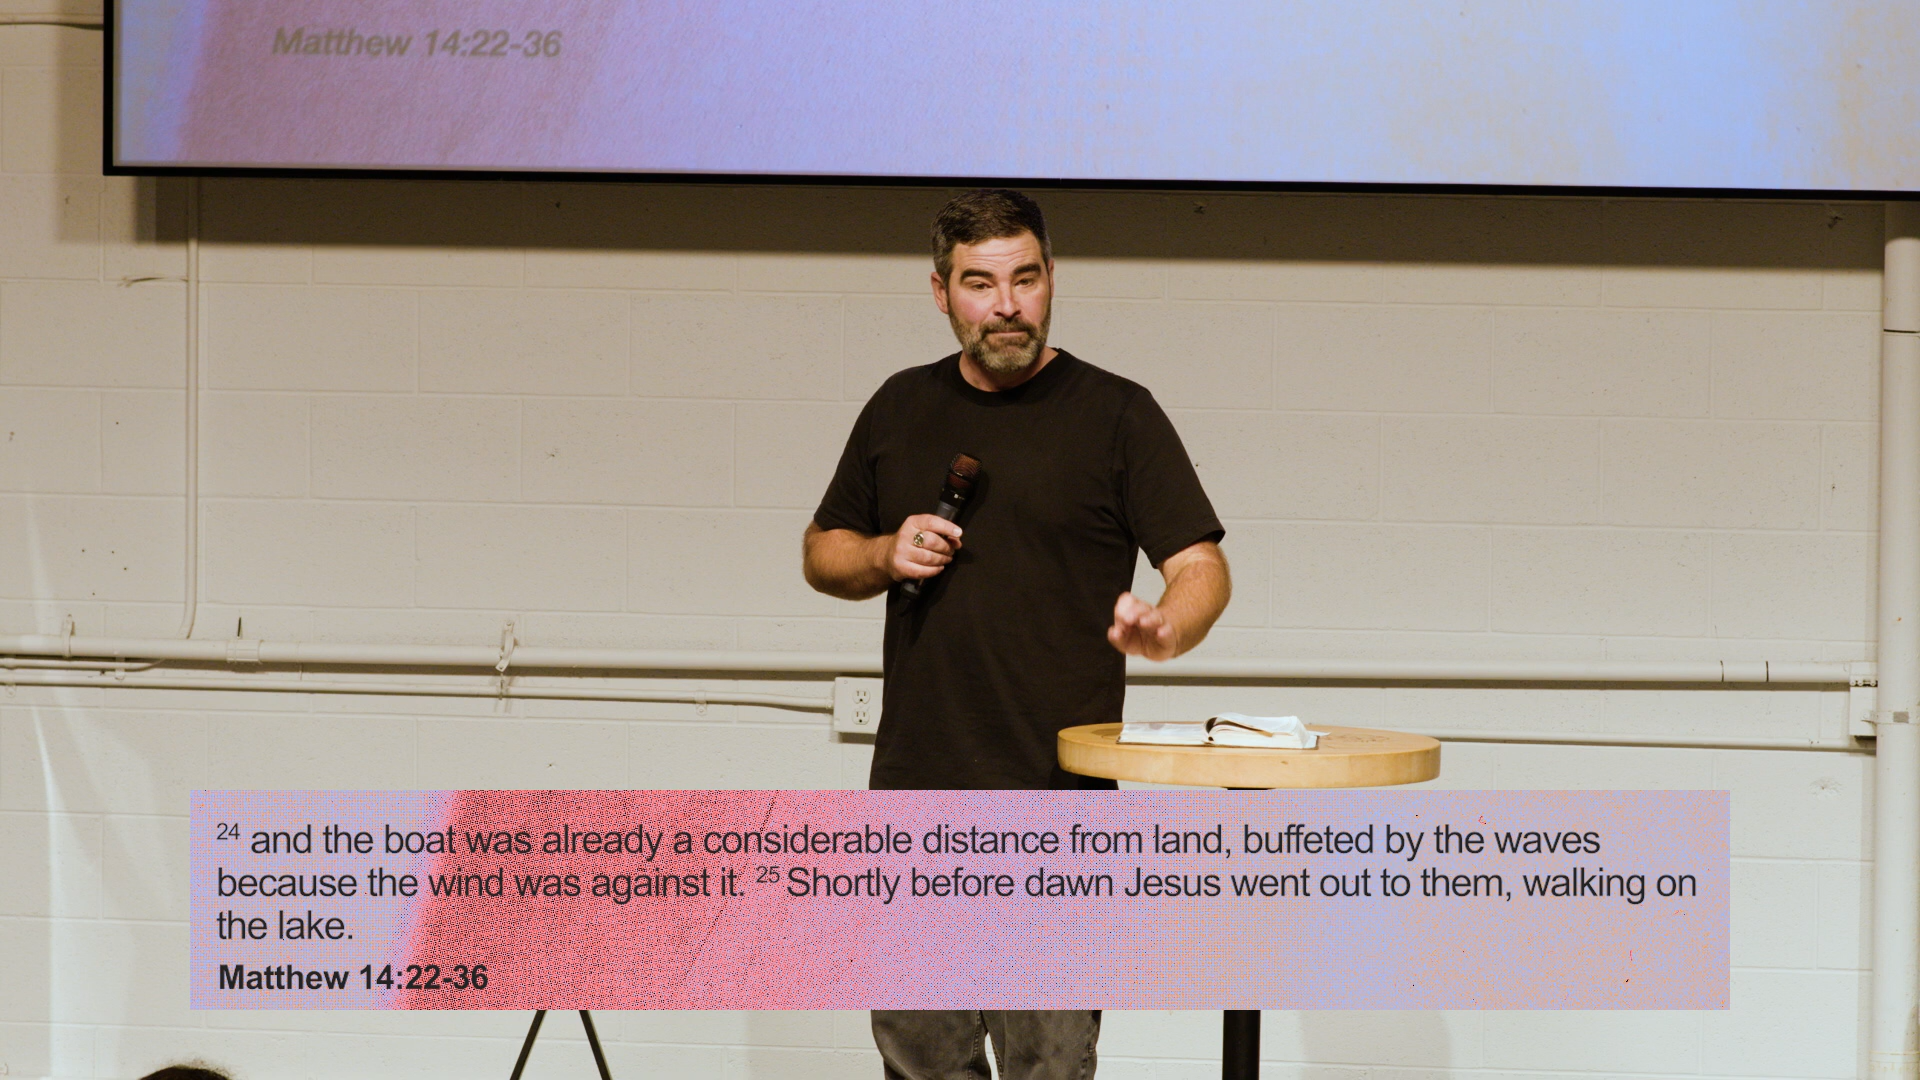 Matthew 14:22-36
24 and the boat was already a considerable distance from land, buffeted by the waves
because the wind was against it. 25 Shortly before dawn Jesus went out to them, walking on
the lake.
Matthew 14:22-36